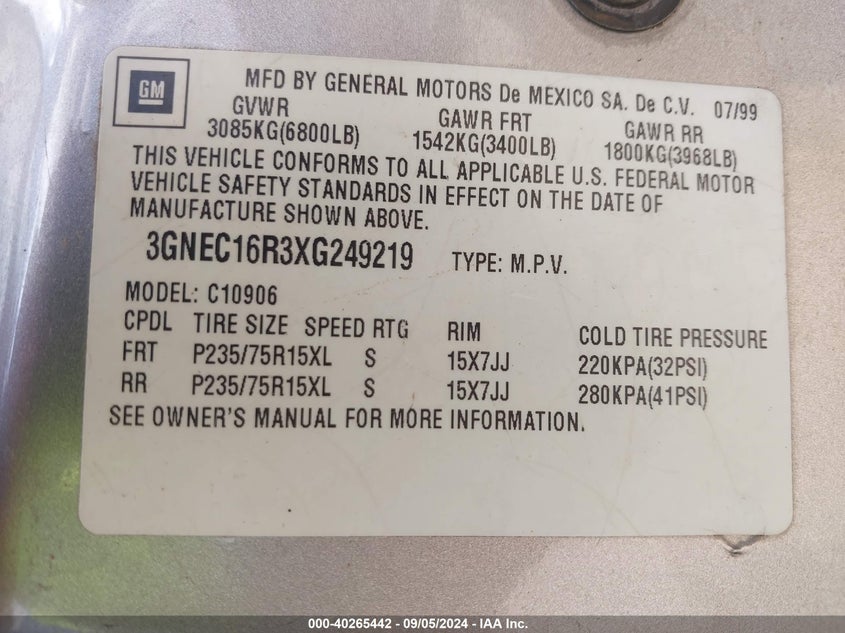 GM
MFD BY GENERAL MOTORS De MEXICO SA. De C.V. 07/99
GVWR GAWR FRT GAWR RR
3085KG(6800LB) 1542KG(3400LB) 1800KG(3968LB)
THIS VEHICLE CONFORMS TO ALL APPLICABLE U.S. FEDERAL MOTOR
VEHICLE SAFETY STANDARDS IN EFFECT ON THE DATE OF
MANUFACTURE SHOWN ABOVE.
3GNEC16R3XG249219 TYPE: M.P.V.
MODEL: C10906
CPDL TIRE SIZE SPEED RTG RIM COLD TIRE PRESSURE
FRT P235/75R15XL S 15X7JJ 220KPA(32PSI)
RR P235/75R15XL S 15X7JJ 280KPA(41PSI)
SEE OWNER'S MANUAL FOR MORE INFORMATION.
000-40265442 - 09/05/2024 - IAA Inc.